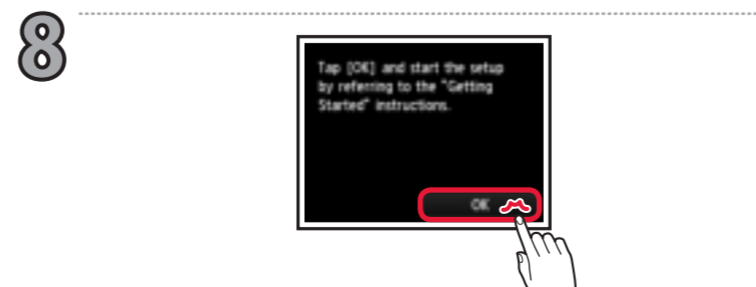 8
Tap [OK] and start the setup
by referring to the "Getting
Started" instructions.
OK